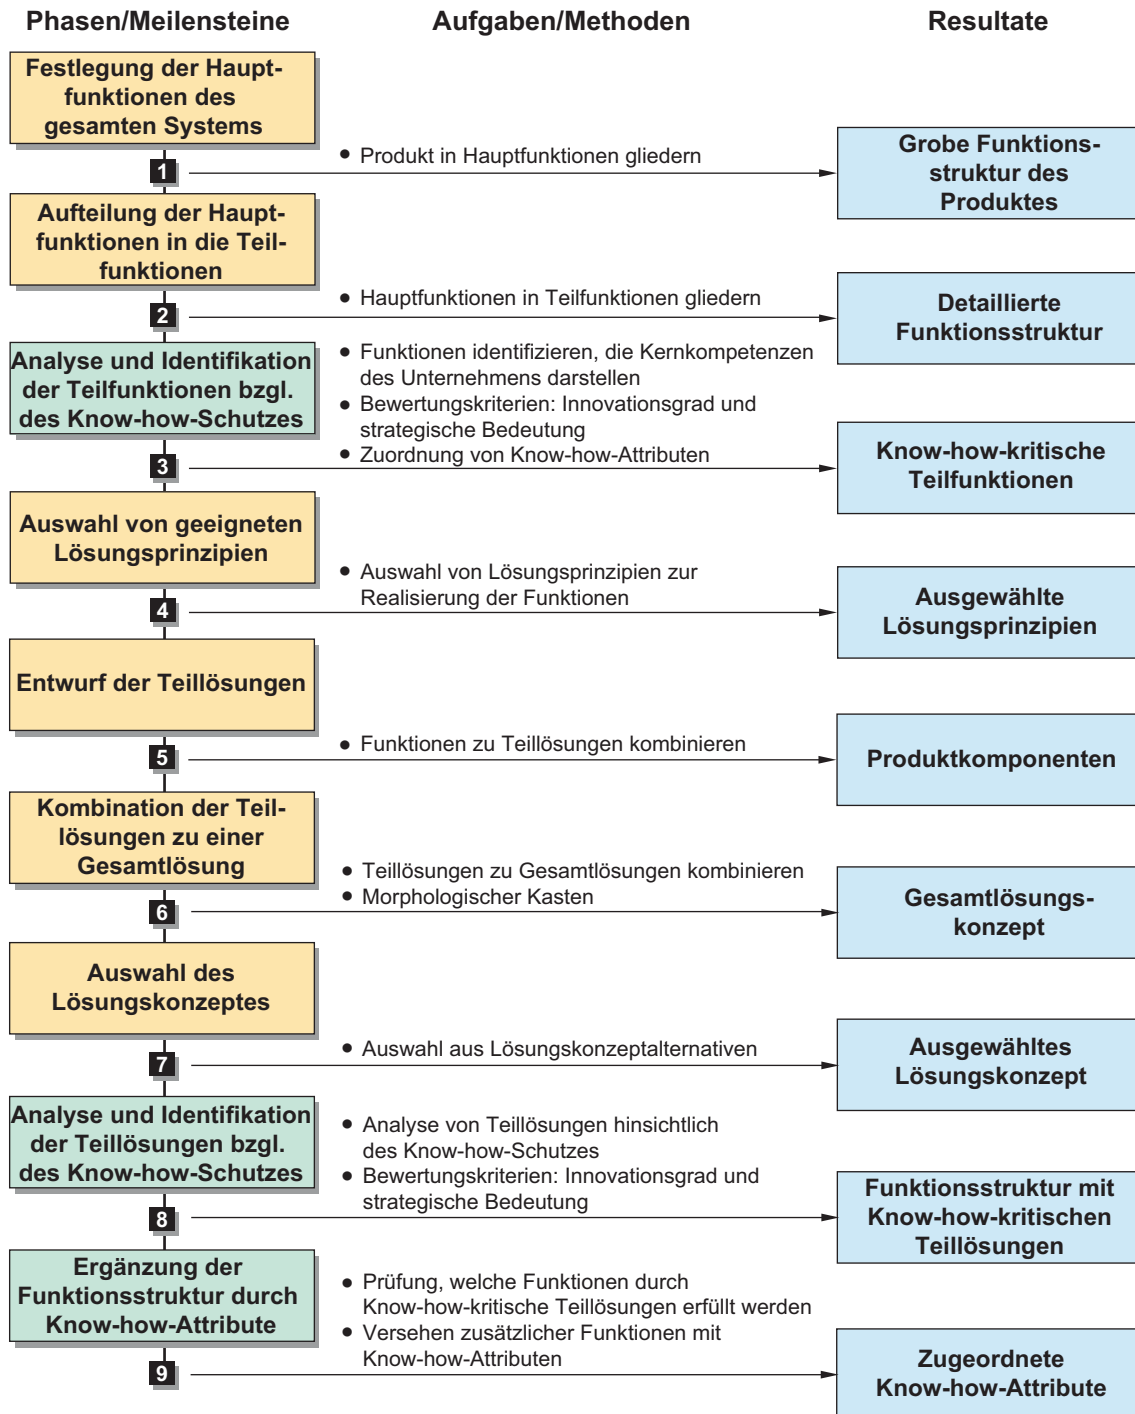 Phasen/Meilensteine
Aufgaben/Methoden
Resultate
Festlegung der Haupt-
funktionen des
gesamten Systems
1
• Produkt in Hauptfunktionen gliedern
Grobe Funktions-
struktur des
Produktes
Aufteilung der Haupt-
funktionen in die Teil-
funktionen
2
• Hauptfunktionen in Teilfunktionen gliedern
Detaillierte
Funktionsstruktur
Analyse und Identifikation
der Teilfunktionen bzgl.
des Know-how-Schutzes
3
• Funktionen identifizieren, die Kernkompetenzen
des Unternehmens darstellen
• Bewertungskriterien: Innovationsgrad und
strategische Bedeutung
• Zuordnung von Know-how-Attributen
Know-how-kritische
Teilfunktionen
Auswahl von geeigneten
Lösungsprinzipien
4
• Auswahl von Lösungsprinzipien zur
Realisierung der Funktionen
Ausgewählte
Lösungsprinzipien
Entwurf der Teillösungen
5
• Funktionen zu Teillösungen kombinieren
Produktkomponenten
Kombination der Teil-
lösungen zu einer
Gesamtlösung
6
• Teillösungen zu Gesamtlösungen kombinieren
• Morphologischer Kasten
Gesamtlösungs-
konzept
Auswahl des
Lösungskonzeptes
7
• Auswahl aus Lösungskonzeptalternativen
Ausgewähltes
Lösungskonzept
Analyse und Identifikation
der Teillösungen bzgl.
des Know-how-Schutzes
8
• Analyse von Teillösungen hinsichtlich
des Know-how-Schutzes
• Bewertungskriterien: Innovationsgrad und
strategische Bedeutung
Funktionsstruktur mit
Know-how-kritischen
Teillösungen
Ergänzung der
Funktionsstruktur durch
Know-how-Attribute
9
• Prüfung, welche Funktionen durch
Know-how-kritische Teillösungen erfüllt werden
• Versehen zusätzlicher Funktionen mit
Know-how-Attributen
Zugeordnete
Know-how-Attribute